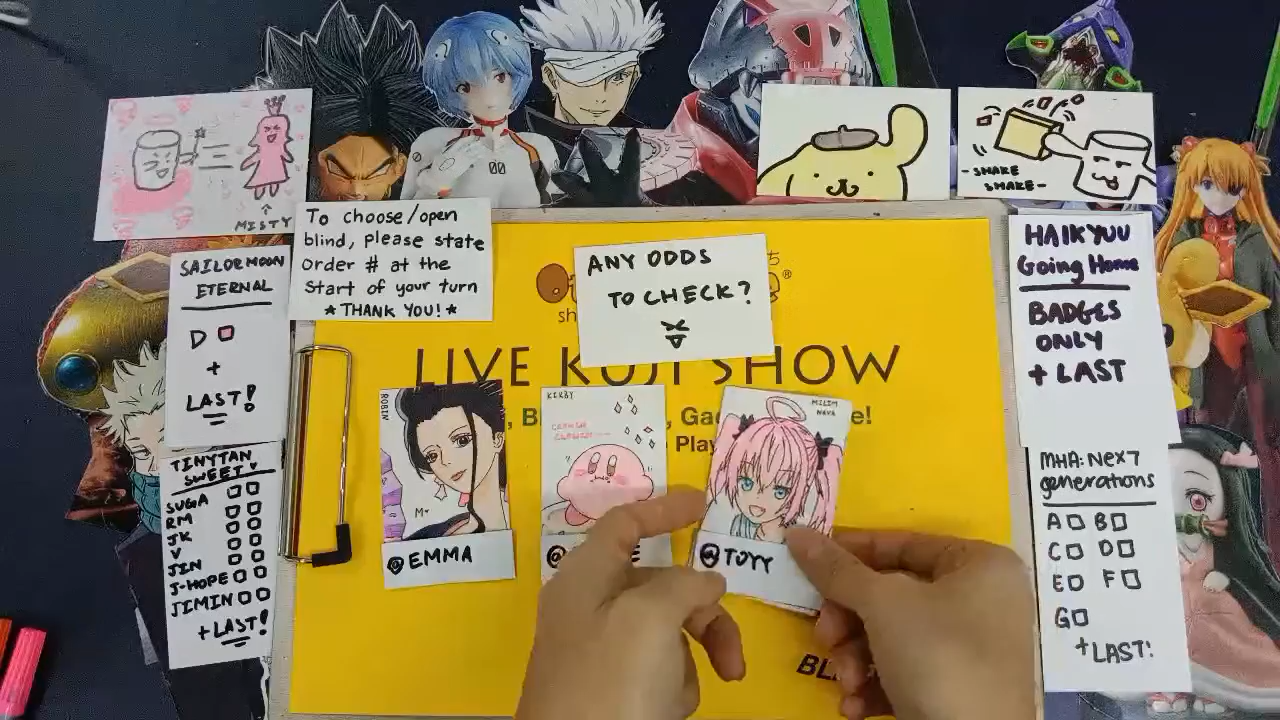 MISTY
To choose/open
blind, please state
Order # at the
Start of your turn
★THANK YOU!★
-SHAKE
SHAKE-
SAILORMOON
ETERNAL
D
+
LAST!
TINYTAN
SWEET
SUGA
RM
JK
V
JIN
J-HOPE
JIMIN
+LAST!
ANY ODDS
TO CHECK?
sh
LIVE KUJI SHOW
Play
ROBIN
M
@EMMA
KIRBY
MILIM
NAVA
@TOYY
HAIKYUU
Going Home
BADGES
ONLY
+ LAST
MHA: NEXT
generations
A B
C D
E F
G
+LAST!